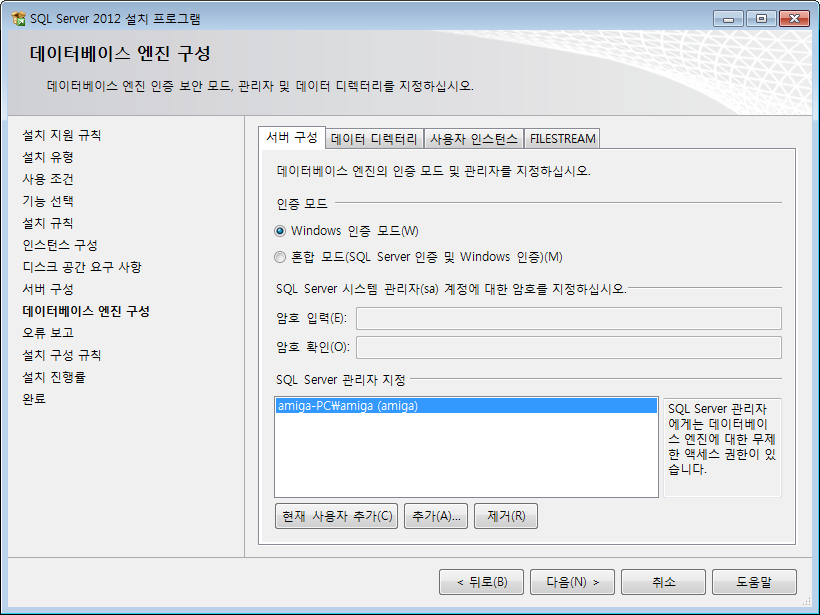 SQL Server 2012 설치 프로그램
데이터베이스 엔진 구성
데이터베이스 엔진 인증 보안 모드, 관리자 및 데이터 디렉터리를 지정하십시오.
설치 지원 규칙
설치 유형
사용 조건
기능 선택
설치 규칙
인스턴스 구성
디스크 공간 요구 사항
서버 구성
데이터베이스 엔진 구성
오류 보고
설치 구성 규칙
설치 진행률
완료
서버 구성 데이터 디렉터리 사용자 인스턴스 FILESTREAM
데이터베이스 엔진의 인증 모드 및 관리자를 지정하십시오.
인증 모드
Windows 인증 모드(W)
혼합 모드(SQL Server 인증 및 Windows 인증)(M)
SQL Server 시스템 관리자(sa) 계정에 대한 암호를 지정하십시오.
암호 입력(E):
암호 확인(O):
SQL Server 관리자 지정
amiga-PC₩amiga (amiga)
SQL Server 관리자
에게는 데이터베이
스 엔진에 대한 무제
한 액세스 권한이 있
습니다.
현재 사용자 추가(C) 추가(A)... 제거(R)
< 뒤로(B) 다음(N) > 취소 도움말